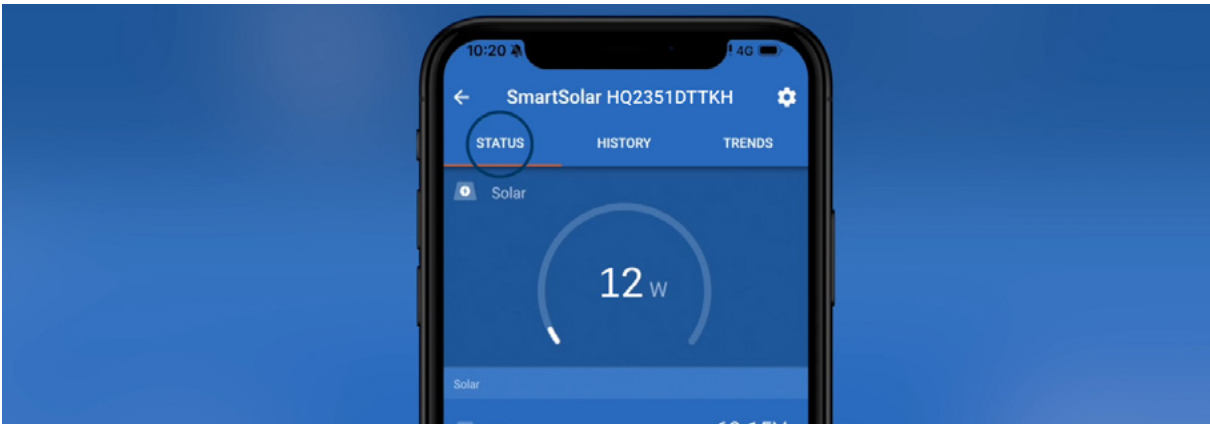 10:20 4G
SmartSolar HQ2351DTTKH
STATUS HISTORY TRENDS
Solar
12 W
Solar